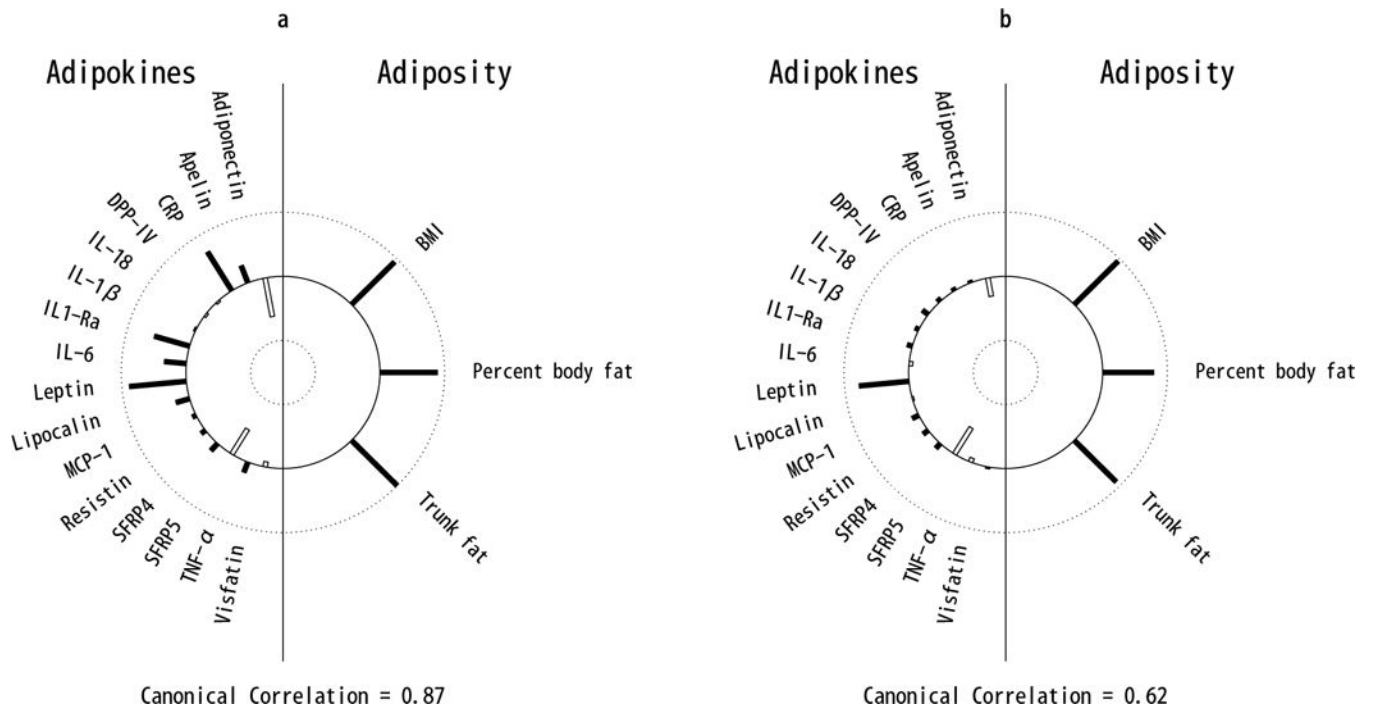 a
Adipokines
Adiposity
Adiponectin
Apelin
CRP
DPP-IV
IL-18
IL-1β
IL1-Ra
IL-6
Leptin
Lipocalin
MCP-1
Resistin
SFRP4
SFRP5
TNF-α
Visfatin
BMI
Percent body fat
Trunk fat
Canonical Correlation = 0.87
b
Adipokines
Adiposity
Adiponectin
Apelin
CRP
DPP-IV
IL-18
IL-1β
IL1-Ra
IL-6
Leptin
Lipocalin
MCP-1
Resistin
SFRP4
SFRP5
TNF-α
Visfatin
BMI
Percent body fat
Trunk fat
Canonical Correlation = 0.62